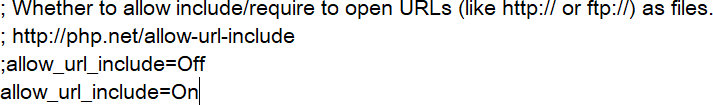 ; Whether to allow include/require to open URLs (like http:// or ftp://) as files.
; http://php.net/allow-url-include
;allow_url_include=Off
allow_url_include=On